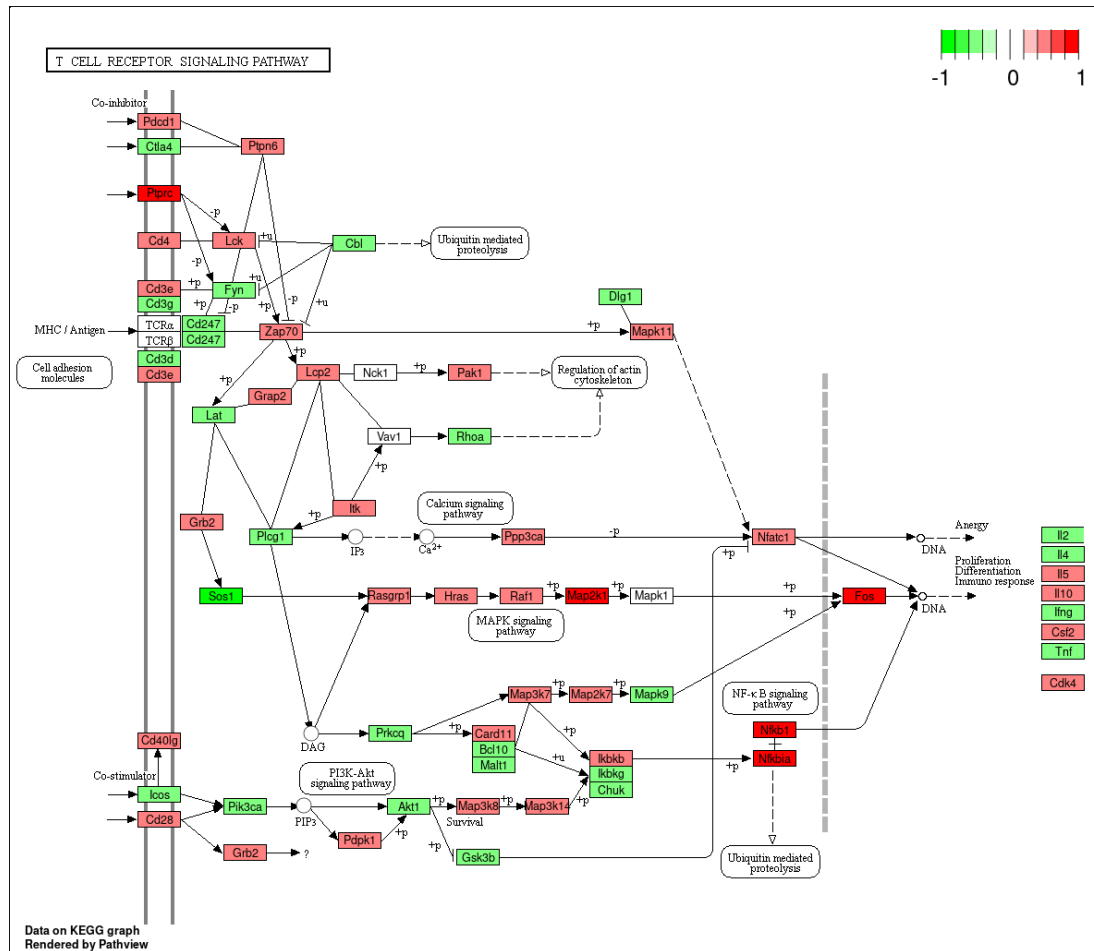 T CELL RECEPTOR SIGNALING PATHWAY
-1 0 1
Co-inhibitor
Pdcd1
Ctla4
Ptpn6
Ptprc
-p
Cd4
Lck
+u
Cbl
Ubiquitin mediated
proteolysis
-p
Cd3e
+p
Fyn
+u
Cd3g
+p
-p
+p
-p
+u
Dlg1
MHC / Antigen
TCRα
TCRβ
Cd247
Cd247
Zap70
+p
Mapk11
Cell adhesion
molecules
Cd3d
Cd3e
+p
+p
Lcp2
Nck1
+p
Pak1
Regulation of actin
cytoskeleton
Grap2
Lat
Vav1
Rhoa
+p
Itk
Grb2
+p
Plcg1
IP3
Ca2+
Calcium signaling
pathway
Ppp3ca
-p
+p
Nfatc1
DNA
Anergy
Proliferation
Differentiation
Immuno response
Il2
Il4
Il5
Il10
Ifng
Csf2
Tnf
Cdk4
Sos1
Rasgrp1
Hras
Raf1
+p
Map2k1
+p
Mapk1
+p
+p
Fos
DNA
MAPK signaling
pathway
Map3k7
+p
Map2k7
+p
Mapk9
NF-κB signaling
pathway
DAG
Prkcq
+p
Card11
Bcl10
Malt1
+p
+u
Ikbkb
Ikbkg
Chuk
+p
Nfkb1
Nfkbia
Cd40lg
Co-stimulator
Icos
Cd28
Pik3ca
PIP3
PI3K-Akt
signaling pathway
Akt1
+p
Map3k8
+p
Map3k14
+p
Survival
Pdpk1
+p
+p
Gsk3b
Grb2
?
Ubiquitin mediated
proteolysis
Data on KEGG graph
Rendered by Pathview